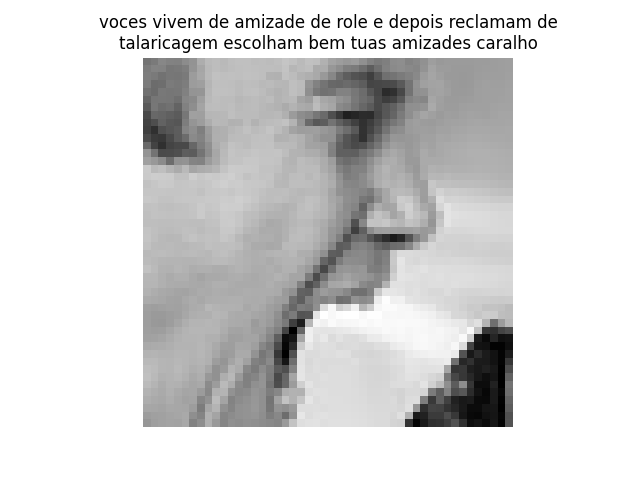 voces vivem de amizade de role e depois reclamam de
talaricagem escolham bem tuas amizades caralho